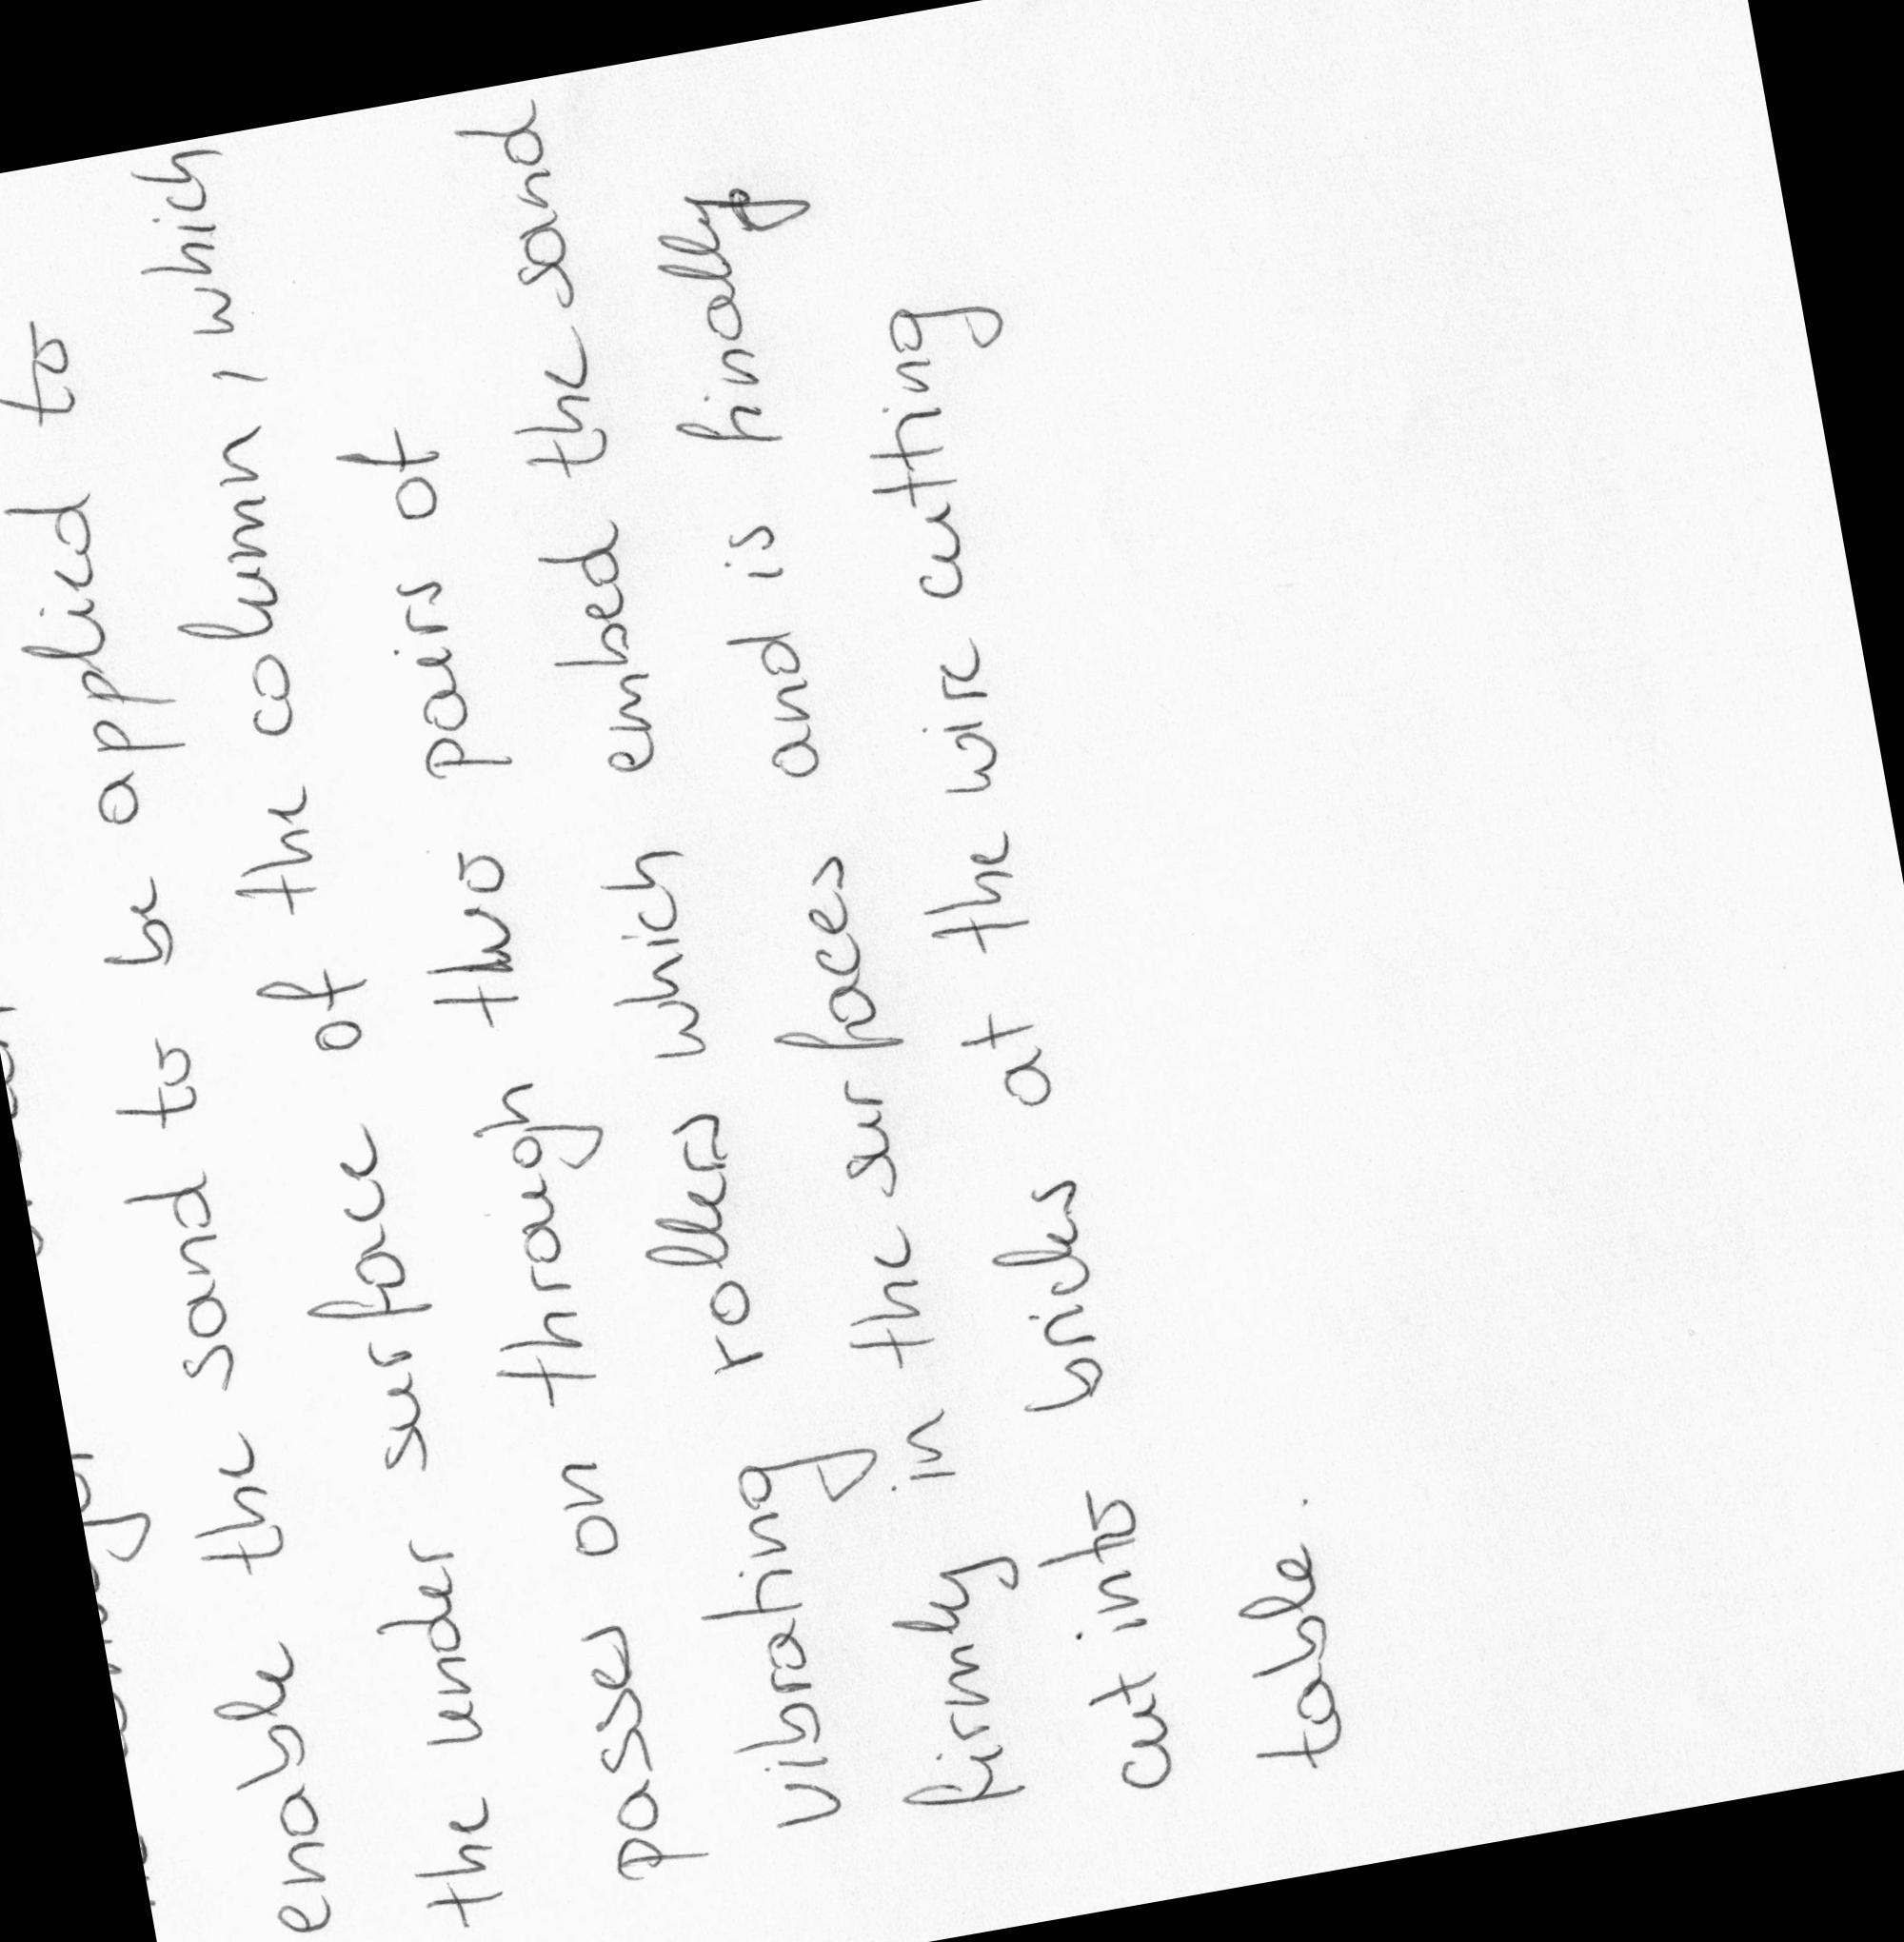 enable the sand to be applied to
the under surface of the column, which
passes on through two pairs of
vibrating rollers which embed the sand
firmly in the surfaces and is finally
cut into bricks at the wire cutting
table.